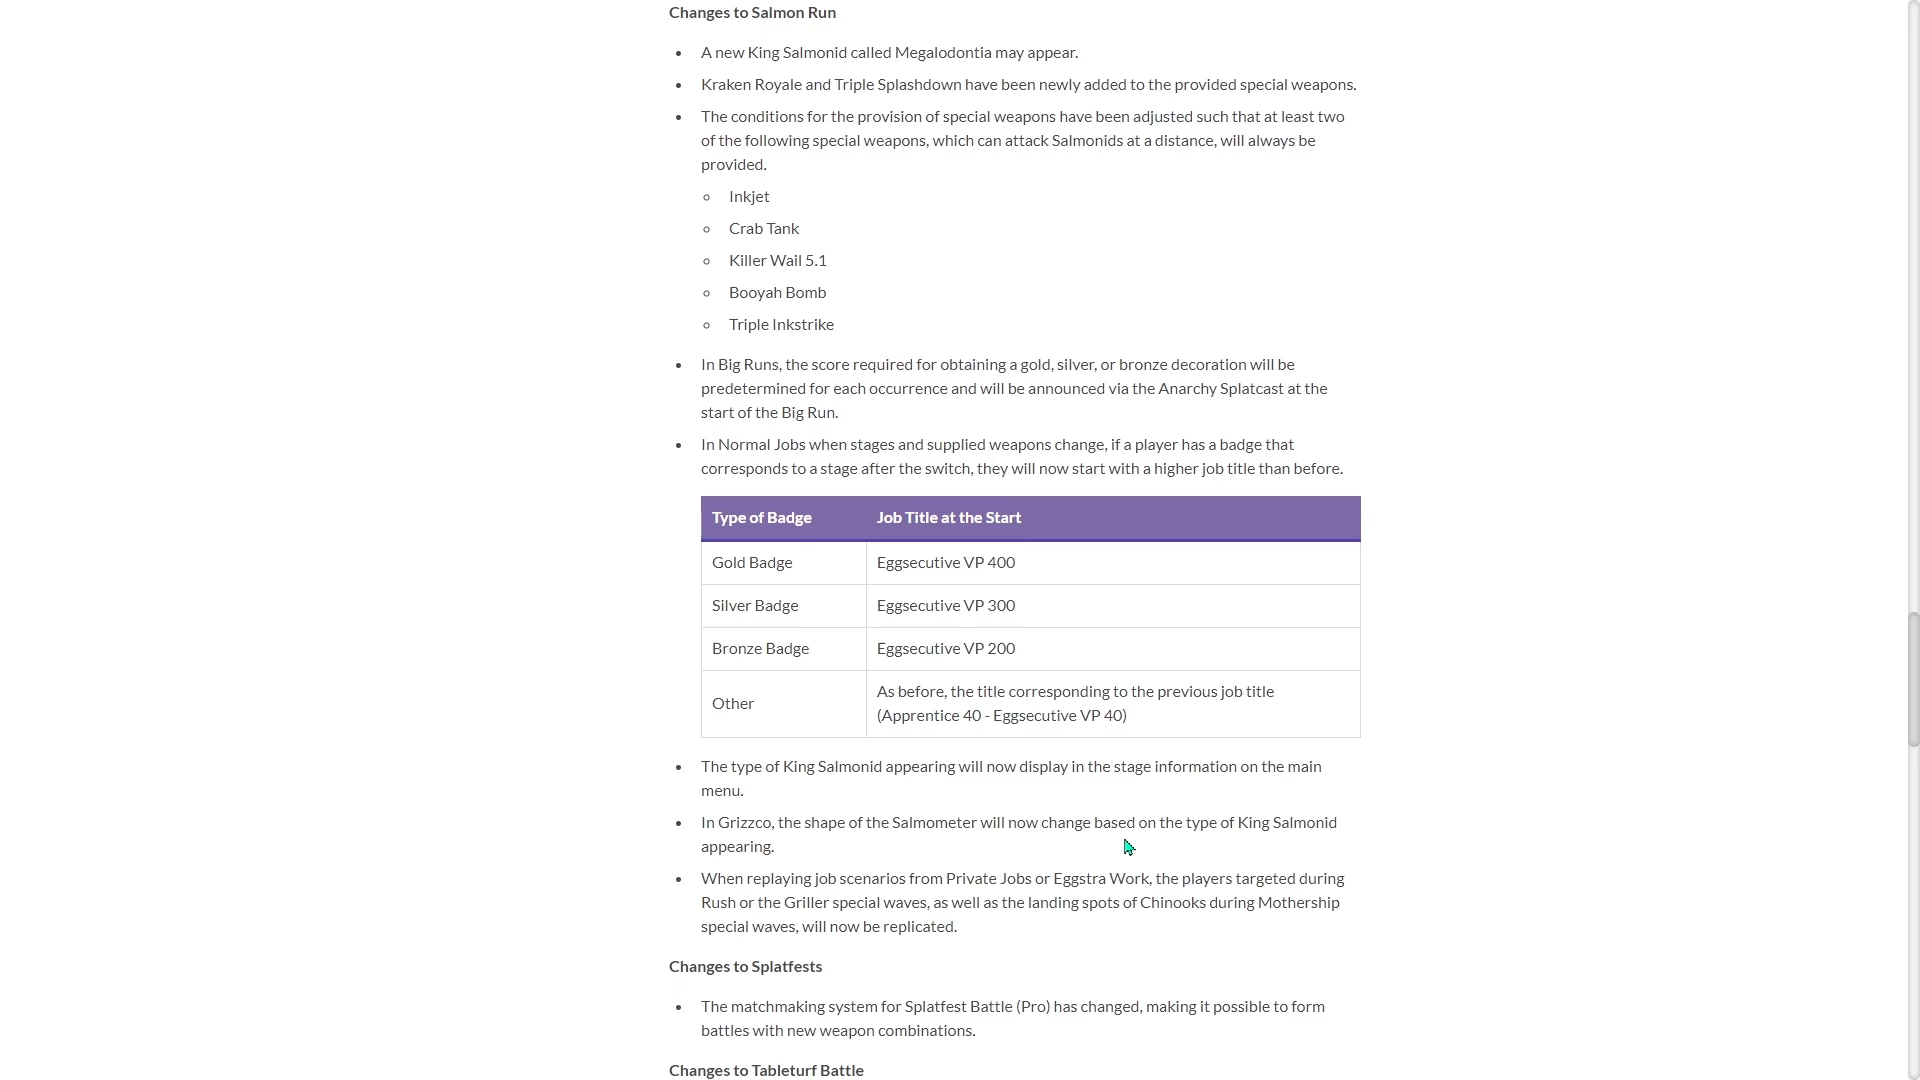 Changes to Salmon Run
A new King Salmonid called Megalodontia may appear.
Kraken Royale and Triple Splashdown have been newly added to the provided special weapons.
The conditions for the provision of special weapons have been adjusted such that at least two
of the following special weapons, which can attack Salmonids at a distance, will always be
provided.
Inkjet
Crab Tank
Killer Wail 5.1
Booyah Bomb
Triple Inkstrike
In Big Runs, the score required for obtaining a gold, silver, or bronze decoration will be
predetermined for each occurrence and will be announced via the Anarchy Splatcast at the
start of the Big Run.
In Normal Jobs when stages and supplied weapons change, if a player has a badge that
corresponds to a stage after the switch, they will now start with a higher job title than before.
Type of Badge Job Title at the Start
Gold Badge Eggsecutive VP 400
Silver Badge Eggsecutive VP 300
Bronze Badge Eggsecutive VP 200
Other As before, the title corresponding to the previous job title
(Apprentice 40 - Eggsecutive VP 40)
The type of King Salmonid appearing will now display in the stage information on the main
menu.
In Grizzco, the shape of the Salmometer will now change based on the type of King Salmonid
appearing.
When replaying job scenarios from Private Jobs or Eggstra Work, the players targeted during
Rush or the Griller special waves, as well as the landing spots of Chinooks during Mothership
special waves, will now be replicated.
Changes to Splatfests
The matchmaking system for Splatfest Battle (Pro) has changed, making it possible to form
battles with new weapon combinations.
Changes to Tableturf Battle